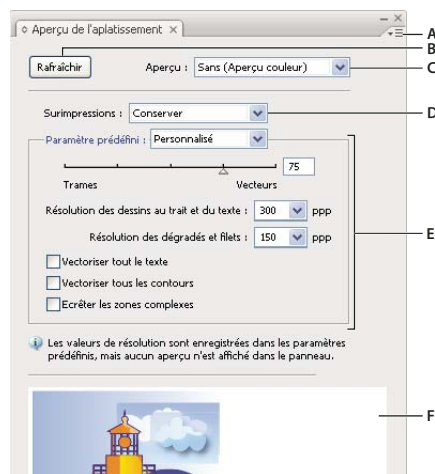 Aperçu de l'aplatissement
A
B
Rafraîchir Aperçu : Sans (Aperçu couleur) C
Surimpressions : Conserver D
Paramètre prédéfini : Personnalisé
75
Trames Vecteurs
Résolution des dessins au trait et du texte : 300 ppp
Résolution des dégradés et filets : 150 ppp E
Vectoriser tout le texte
Vectoriser tous les contours
Ecrêter les zones complexes
Les valeurs de résolution sont enregistrées dans les paramètres
prédéfinis, mais aucun aperçu n'est affiché dans le panneau.
F